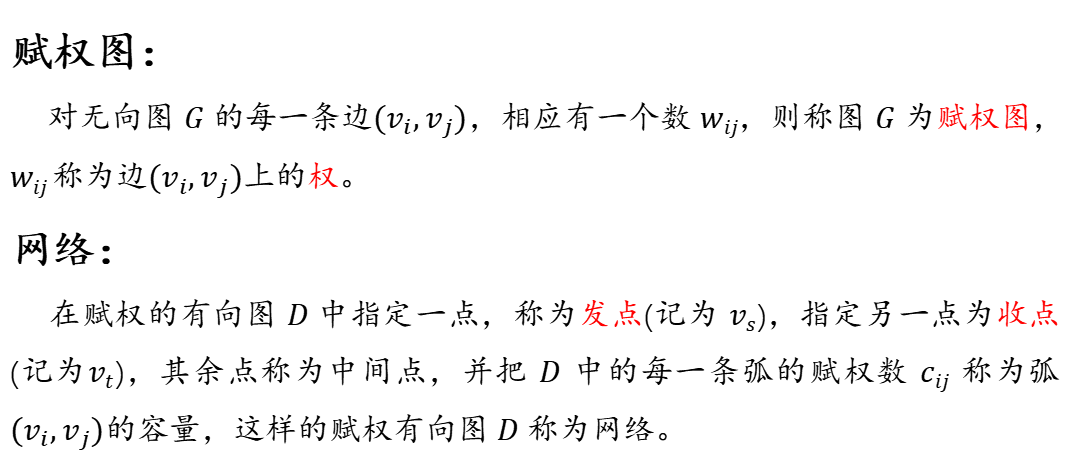 赋权图：
对无向图 G 的每一条边(vᵢ, vⱼ)，相应有一个数 wᵢⱼ，则称图 G 为赋权图，
wᵢⱼ称为边(vᵢ, vⱼ)上的权。
网络：
在赋权的有向图 D 中指定一点，称为发点(记为 vₛ)，指定另一点为收点
(记为vₜ)，其余点称为中间点，并把 D 中的每一条弧的赋权数 cᵢⱼ 称为弧
(vᵢ, vⱼ)的容量，这样的赋权有向图 D 称为网络。